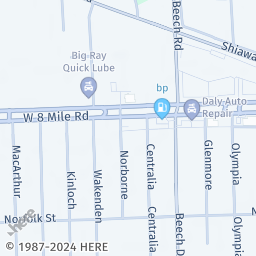 Beech Rd
Shiawa
Big-Ray
Quick Lube
bp
Daly Auto
Repair
W 8 Mile Rd
MacArthur
Kinloch
Wakenden
Norborne
Centralia
Centralia
Beech D
Glenmore
Olympia
Olympia
Norfolk St
© 1987-2024 HERE